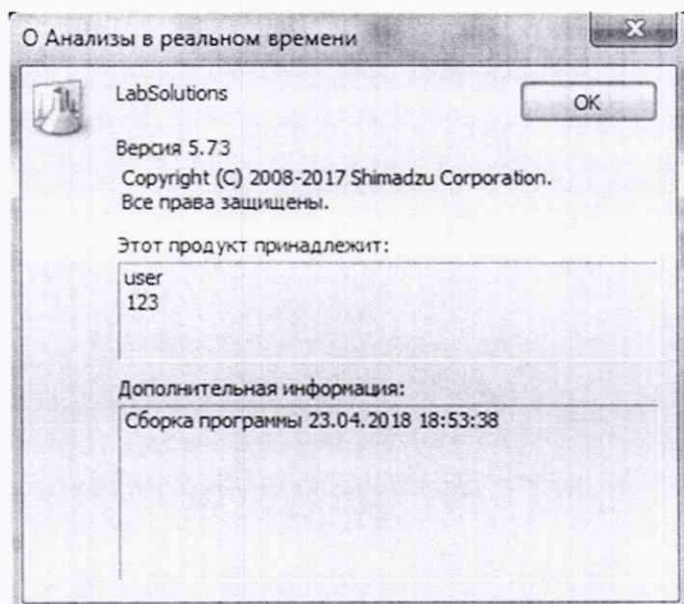 О Анализы в реальном времени
LabSolutions
OK
Версия 5.73
Copyright (C) 2008-2017 Shimadzu Corporation.
Все права защищены.
Этот продукт принадлежит:
user
123
Дополнительная информация:
Сборка программы 23.04.2018 18:53:38